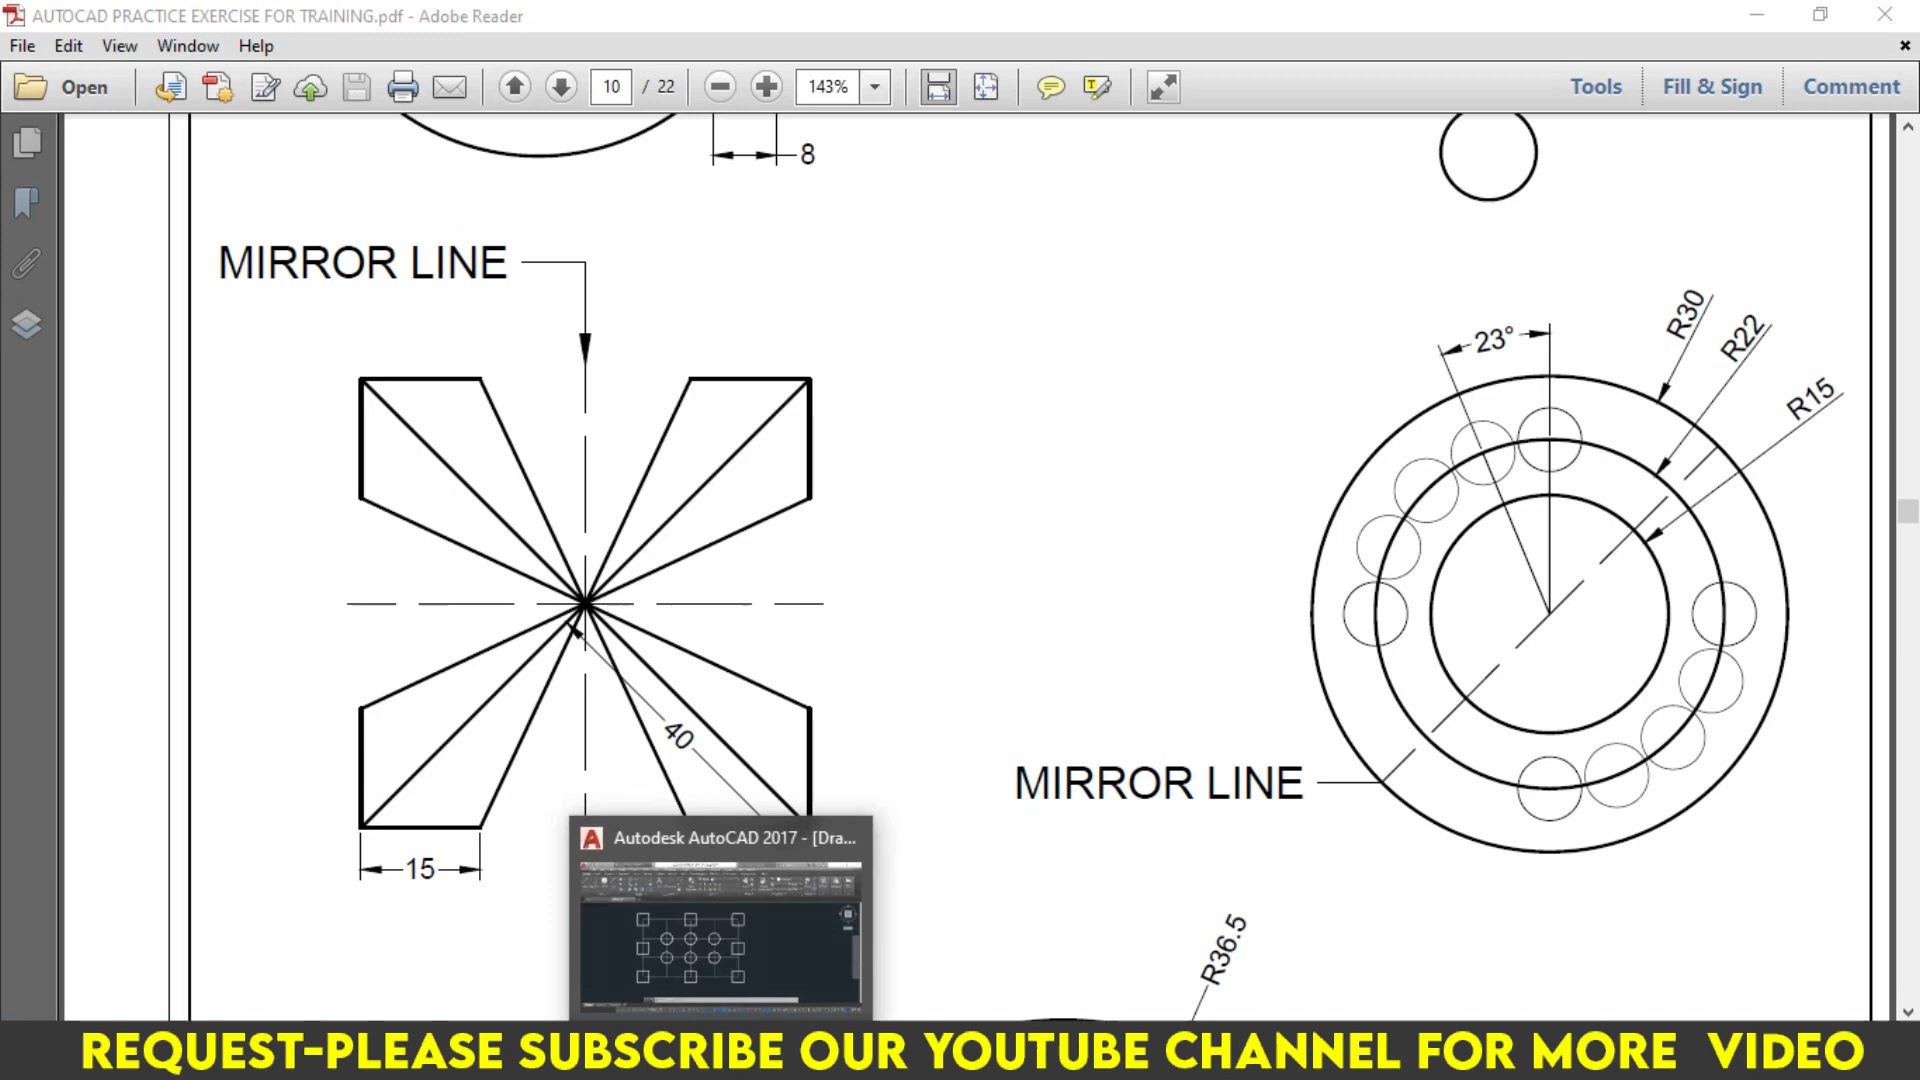 AUTOCAD PRACTICE EXERCISE FOR TRAINING.pdf - Adobe Reader
File Edit View Window Help
Open 10 / 22 143% Tools Fill & Sign Comment
8
MIRROR LINE
23°
R30
R22
R15
40
MIRROR LINE
15
R36.5
Autodesk AutoCAD 2017 - [Dra...
REQUEST-PLEASE SUBSCRIBE OUR YOUTUBE CHANNEL FOR MORE VIDEO